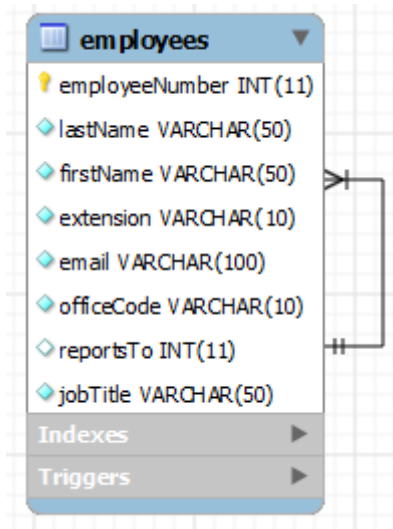 employees
employeeNumber INT(11)
lastName VARCHAR(50)
firstName VARCHAR(50)
extension VARCHAR(10)
email VARCHAR(100)
officeCode VARCHAR(10)
reportsTo INT(11)
jobTitle VARCHAR(50)
Indexes
Triggers